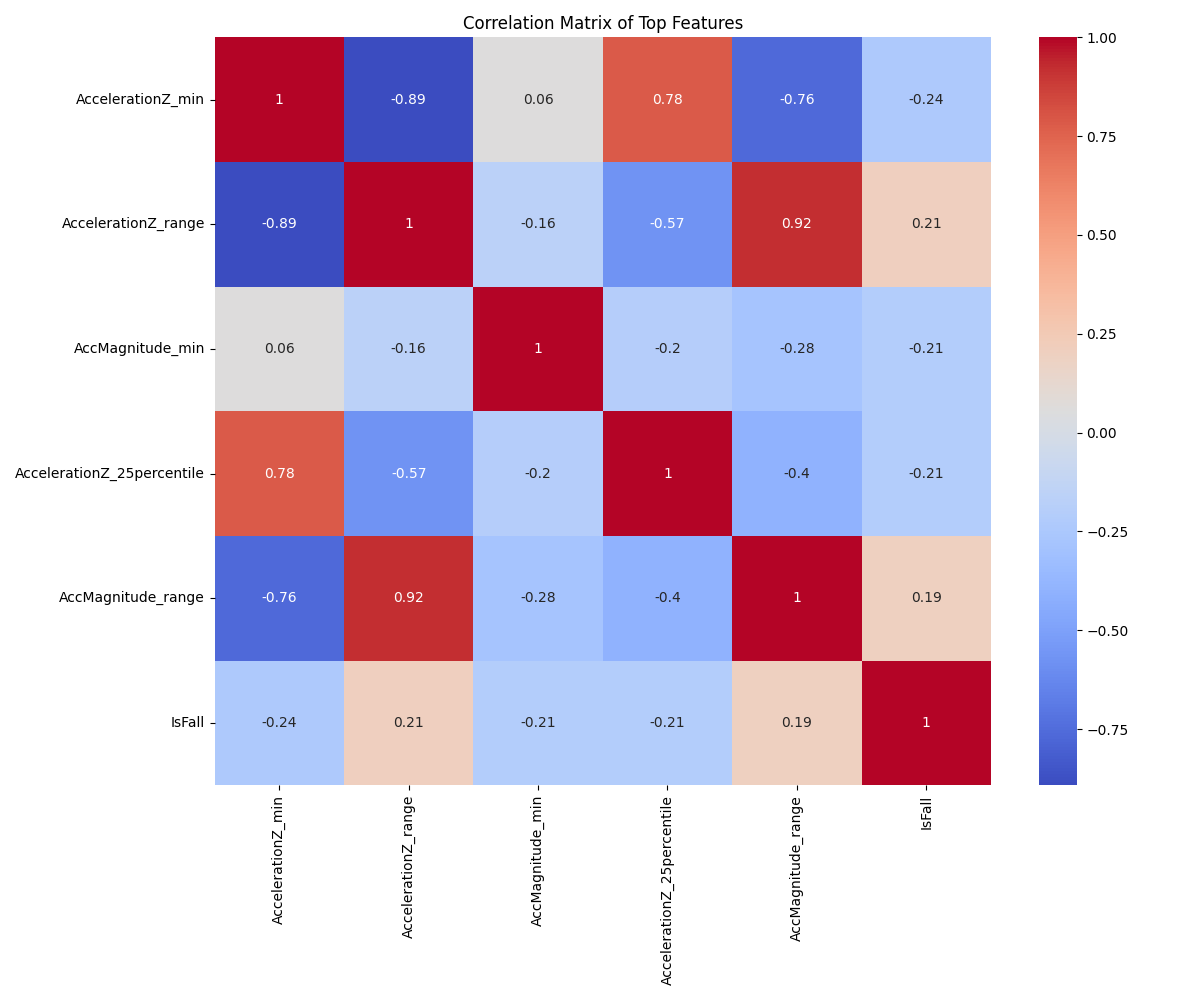 Correlation Matrix of Top Features
AccelerationZ_min 1 -0.89 0.06 0.78 -0.76 -0.24
AccelerationZ_range -0.89 1 -0.16 -0.57 0.92 0.21
AccMagnitude_min 0.06 -0.16 1 -0.2 -0.28 -0.21
AccelerationZ_25percentile 0.78 -0.57 -0.2 1 -0.4 -0.21
AccMagnitude_range -0.76 0.92 -0.28 -0.4 1 0.19
IsFall -0.24 0.21 -0.21 -0.21 0.19 1
AccelerationZ_min
AccelerationZ_range
AccMagnitude_min
AccelerationZ_25percentile
AccMagnitude_range
IsFall
1.00
0.75
0.50
0.25
0.00
−0.25
−0.50
−0.75